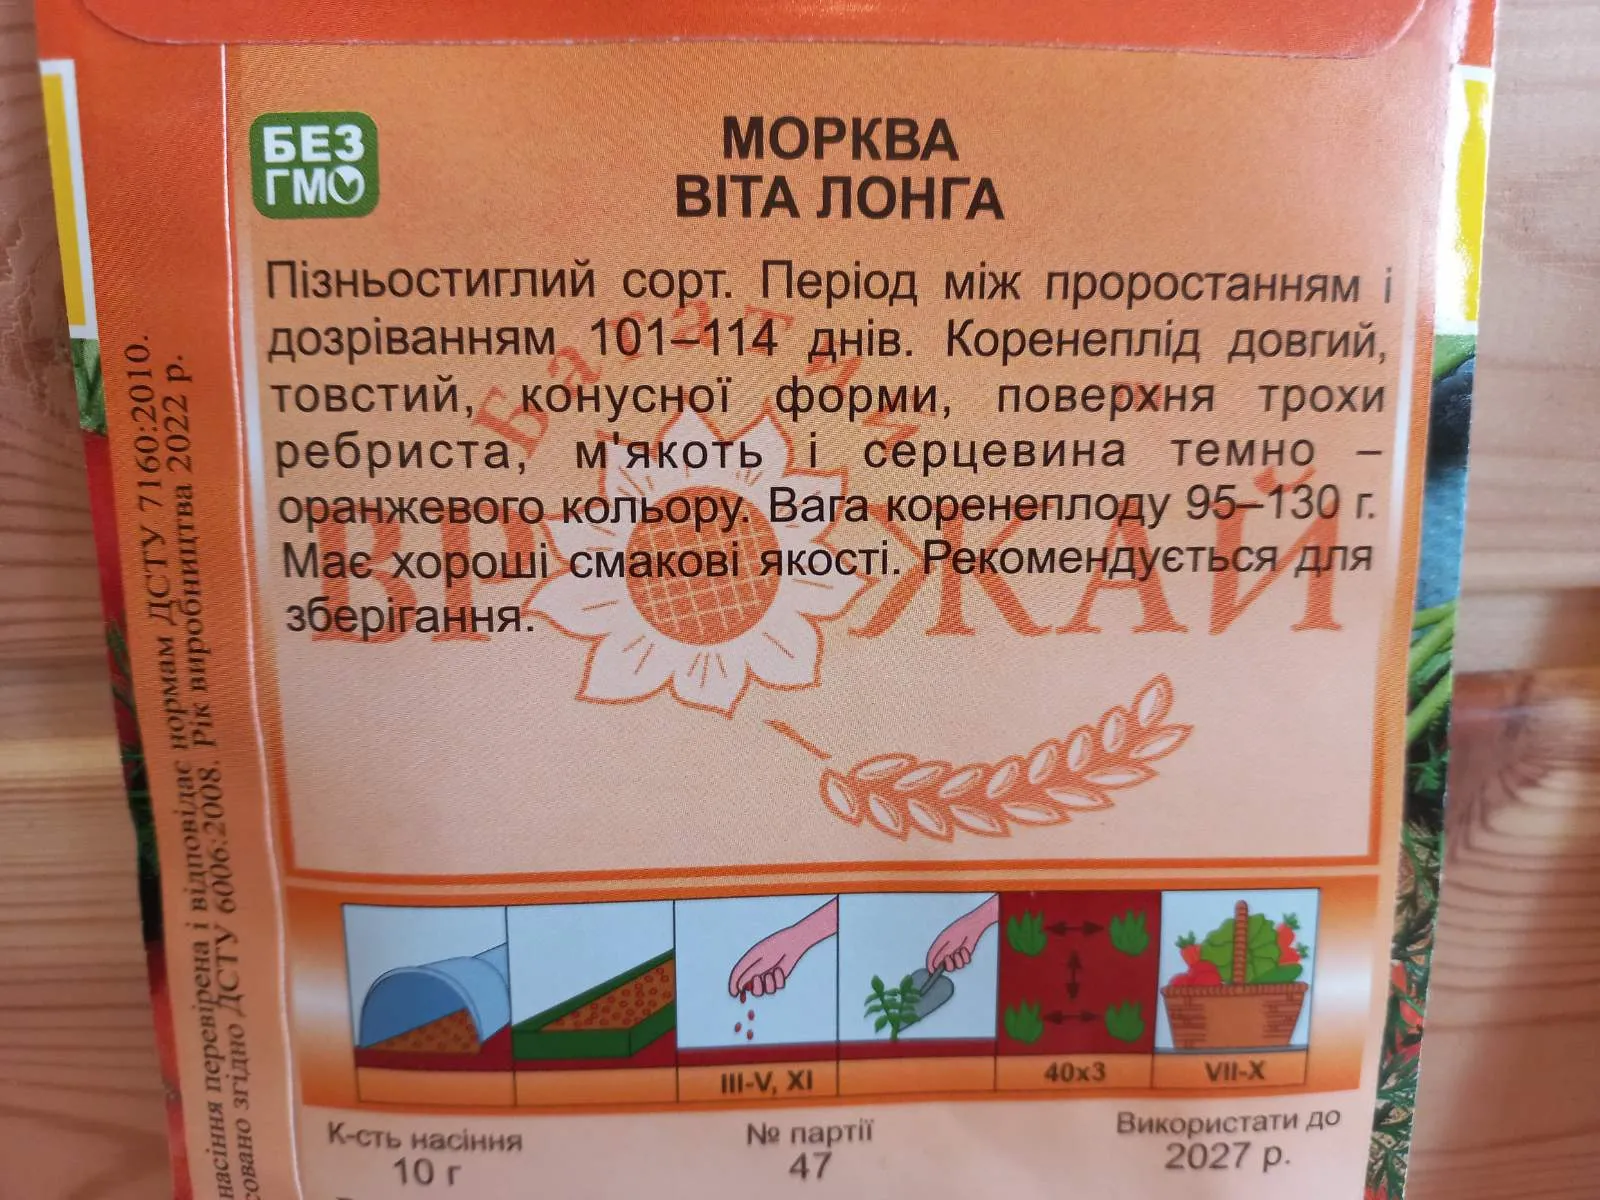 БЕЗ
ГМО
МОРКВА
ВІТА ЛОНГА
Пізньостиглий сорт. Період між проростанням і
дозріванням 101–114 днів. Коренеплід довгий,
товстий, конусної форми, поверхня трохи
ребриста, м'якоть і серцевина темно –
оранжевого кольору. Вага коренеплоду 95–130 г.
Має хороші смакові якості. Рекомендується для
зберігання.
Багатий
ВРОЖАЙ
III-V, XI
40х3
VII-X
К-сть насіння
10 г
№ партії
47
Використати до
2027 р.
насіння перевірена і відповідає нормам ДСТУ 7160:2010.
згідно ДСТУ 6006:2008. Рік виробництва 2022 р.